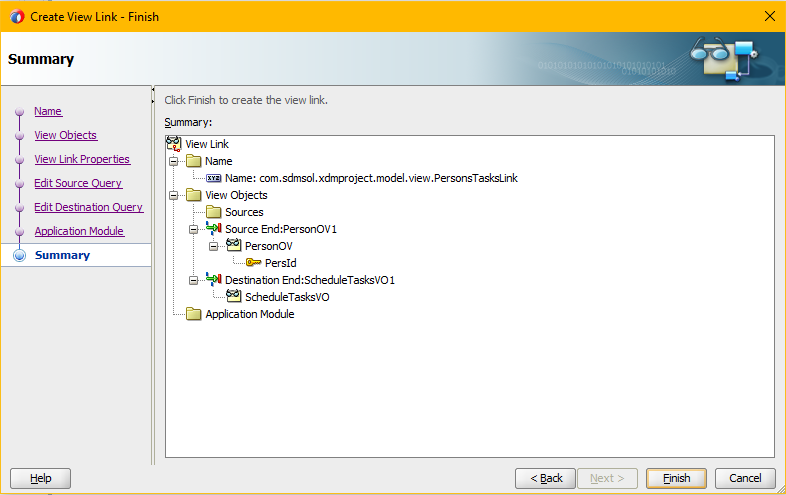 Create View Link - Finish
Summary
Name
View Objects
View Link Properties
Edit Source Query
Edit Destination Query
Application Module
Summary
Click Finish to create the view link.
Summary:
View Link
Name
Name: com.sdmsol.xdmproject.model.view.PersonsTasksLink
View Objects
Sources
Source End:PersonOV1
PersonOV
PersId
Destination End:ScheduleTasksVO1
ScheduleTasksVO
Application Module
Help
< Back
Next >
Finish
Cancel